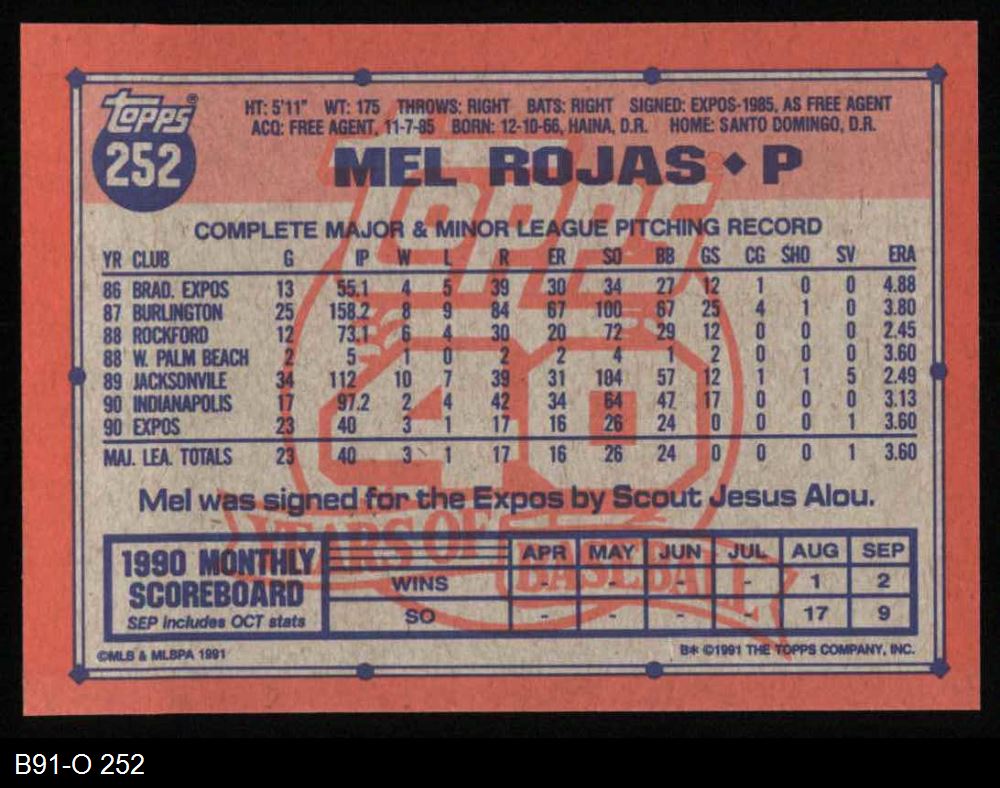 Topps®
252
HT: 5'11" WT: 175 THROWS: RIGHT BATS: RIGHT SIGNED: EXPOS-1985, AS FREE AGENT
ACQ: FREE AGENT, 11-7-85 BORN: 12-10-66, HAINA, D.R. HOME: SANTO DOMINGO, D.R.
MEL ROJAS ♦ P
Topps
40
YEARS OF BASEBALL
COMPLETE MAJOR & MINOR LEAGUE PITCHING RECORD
YR CLUB G IP W L R ER SO BB GS CG SHO SV ERA
86 BRAD. EXPOS 13 55.1 4 5 39 30 34 27 12 1 0 0 4.88
87 BURLINGTON 25 158.2 8 9 84 67 100 67 25 4 1 0 3.80
88 ROCKFORD 12 73.1 6 4 30 20 72 29 12 0 0 0 2.45
88 W. PALM BEACH 2 5 1 0 2 2 4 1 2 0 0 0 3.60
89 JACKSONVILE 34 112 10 7 39 31 104 57 12 1 1 5 2.49
90 INDIANAPOLIS 17 97.2 2 4 42 34 64 47 17 0 0 0 3.13
90 EXPOS 23 40 3 1 17 16 26 24 0 0 0 1 3.60
MAJ. LEA. TOTALS 23 40 3 1 17 16 26 24 0 0 0 1 3.60
Mel was signed for the Expos by Scout Jesus Alou.
1990 MONTHLY
SCOREBOARD
SEP includes OCT stats
APR MAY JUN JUL AUG SEP
WINS - - - - 1 2
SO - - - - 17 9
©MLB & MLBPA 1991
B* ©1991 THE TOPPS COMPANY, INC.
B91-O 252